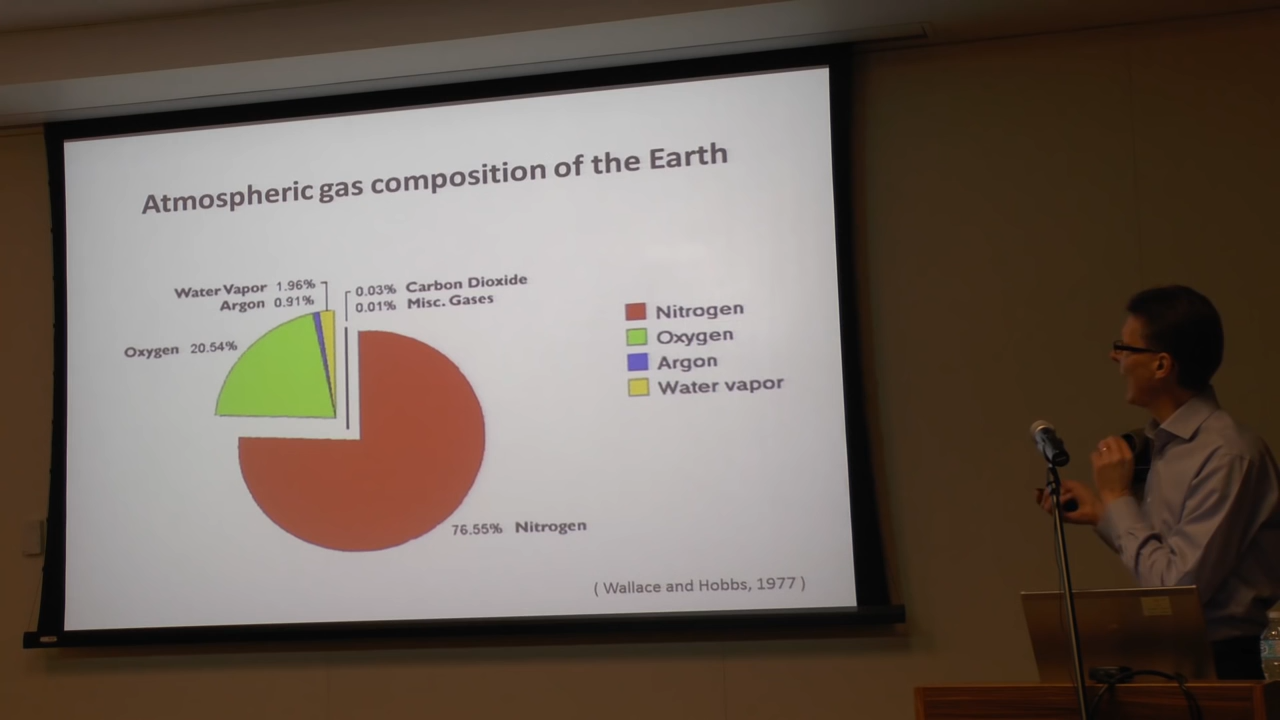 Atmospheric gas composition of the Earth
Water Vapor 1.96%
Argon 0.91%
0.03% Carbon Dioxide
0.01% Misc. Gases
Oxygen 20.54%
76.55% Nitrogen
Nitrogen
Oxygen
Argon
Water vapor
( Wallace and Hobbs, 1977 )